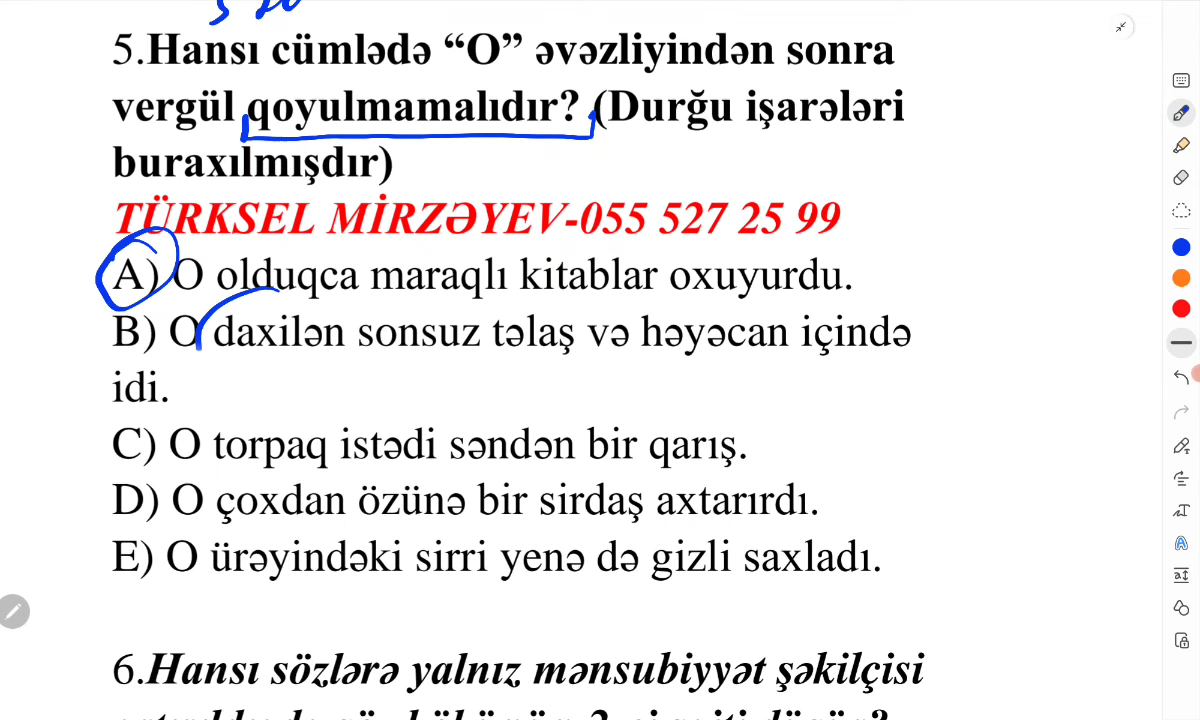 5.Hansı cümlədə “O” əvəzliyindən sonra
vergül qoyulmamalıdır? (Durğu işarələri
buraxılmışdır)
TÜRKSEL MİRZƏYEV-055 527 25 99
A) O olduqca maraqlı kitablar oxuyurdu.
B) O daxilən sonsuz təlaş və həyəcan içində
idi.
C) O torpaq istədi səndən bir qarış.
D) O çoxdan özünə bir sirdaş axtarırdı.
E) O ürəyindəki sirri yenə də gizli saxladı.
6.Hansı sözlərə yalnız mənsubiyyət şəkilçisi